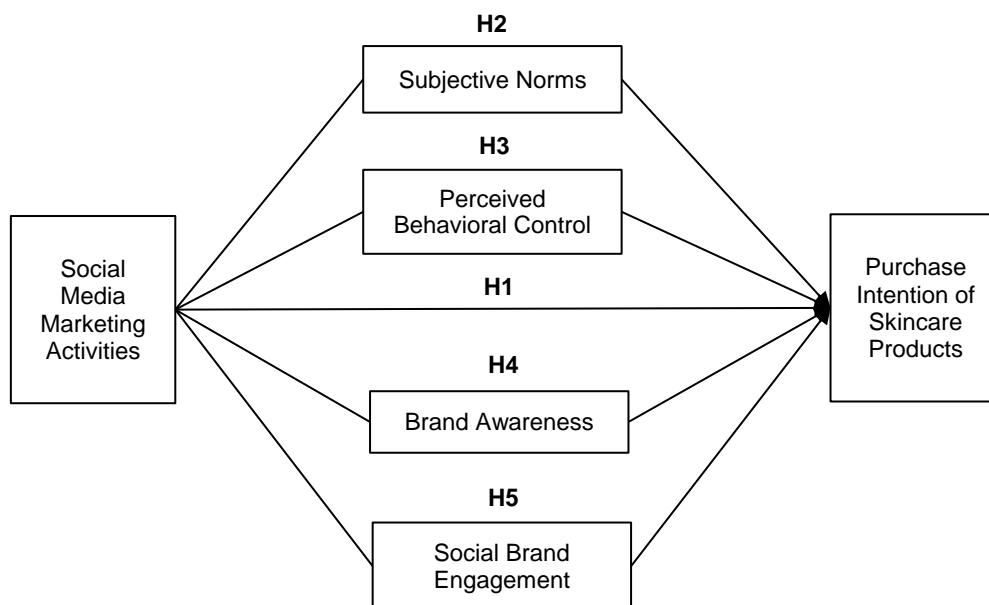 H2
Subjective Norms
H3
Perceived
Behavioral Control
Social
Media
Marketing
Activities
H1
Purchase
Intention of
Skincare
Products
H4
Brand Awareness
H5
Social Brand
Engagement